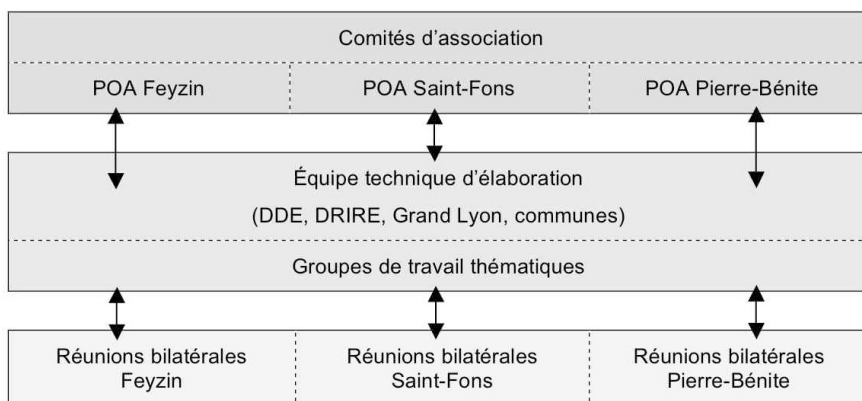 Comités d’association
POA Feyzin
POA Saint-Fons
POA Pierre-Bénite
Équipe technique d’élaboration
(DDE, DRIRE, Grand Lyon, communes)
Groupes de travail thématiques
Réunions bilatérales
Feyzin
Réunions bilatérales
Saint-Fons
Réunions bilatérales
Pierre-Bénite